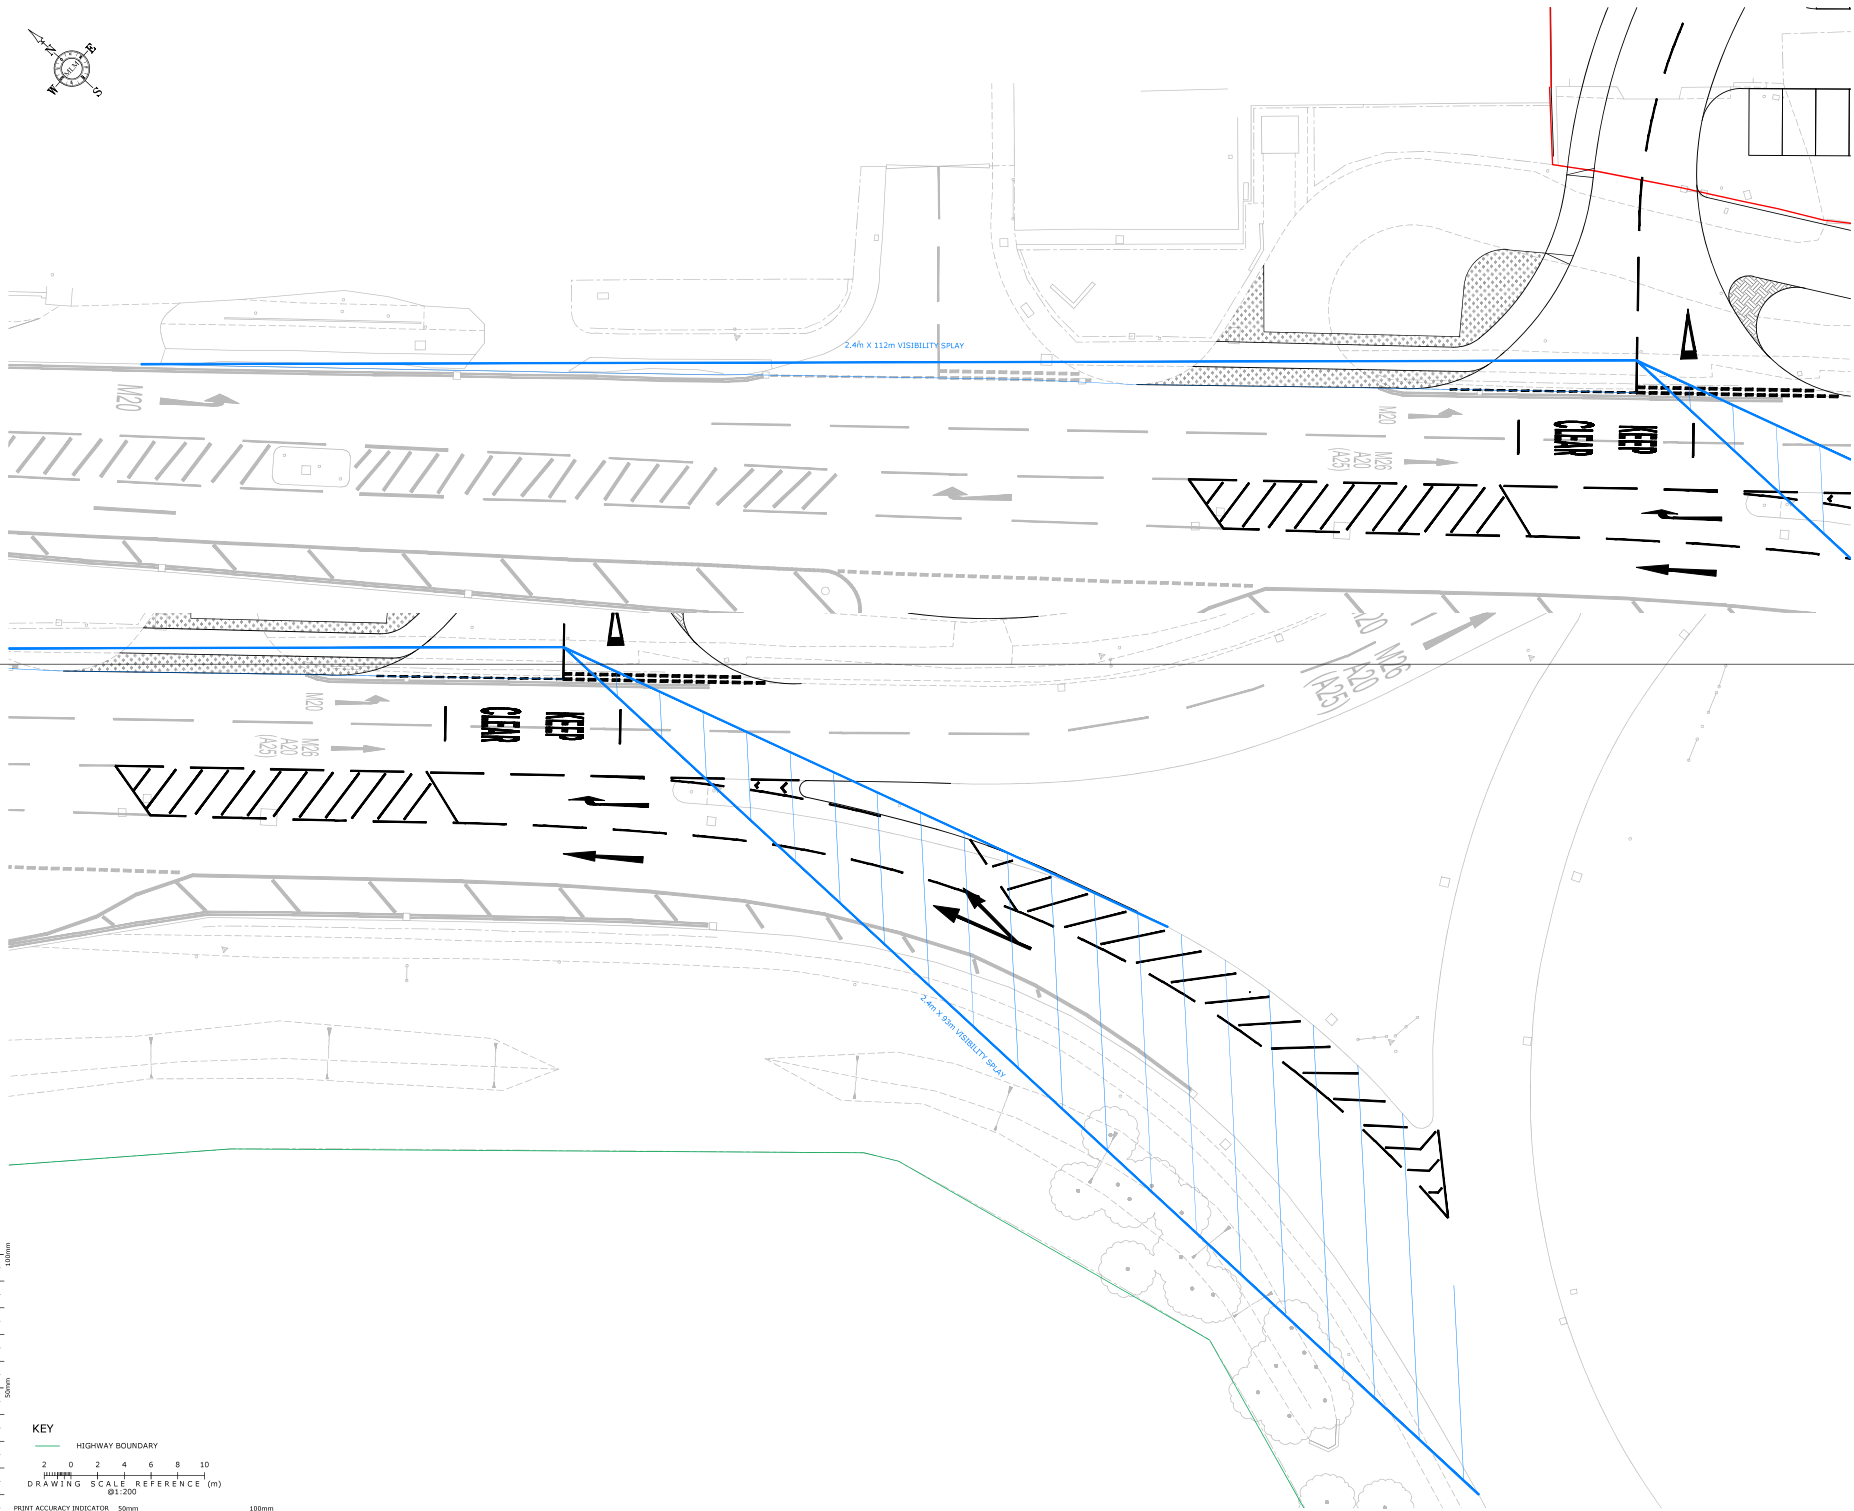 N
E
MLM
W
S
2.4m X 112m VISIBILITY SPLAY
M20
M20
M26
A20
(A25)
KEEP
CLEAR
M20
M26
A20
(A25)
KEEP
CLEAR
A20
M26
A20
(A25)
2.4m X 93m VISIBILITY SPLAY
100mm
50mm
KEY
HIGHWAY BOUNDARY
2 0 2 4 6 8 10
DRAWING SCALE REFERENCE (m)
@1:200
PRINT ACCURACY INDICATOR 50mm 100mm